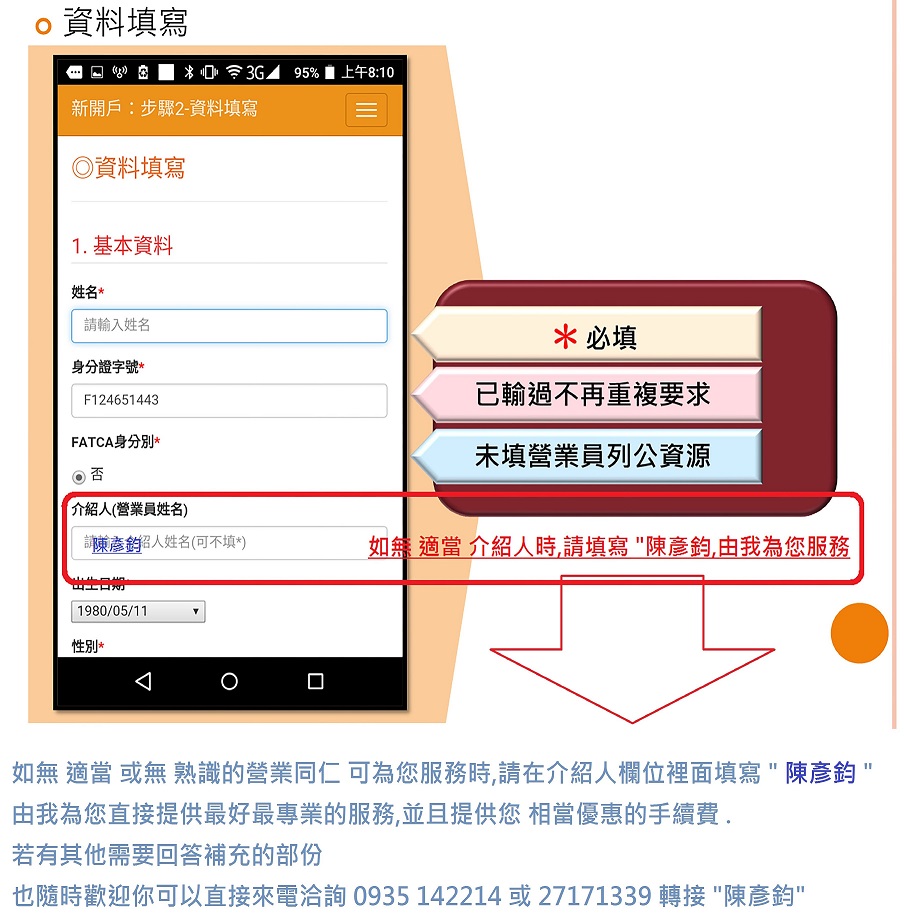 資料填寫
3G 95% 上午8:10
新開戶：步驟2-資料填寫
◎資料填寫
1. 基本資料
姓名*
請輸入姓名
身分證字號*
F124651443
FATCA身分別*
否
* 必填
已輸過不再重複要求
未填營業員列公資源
介紹人(營業員姓名)
陳彥鈞
紹人姓名(可不填*)
如無 適當 介紹人時,請填寫 "陳彥鈞,由我為您服務
出生日期*
1980/05/11
性別*
如無 適當 或無 熟識的營業同仁 可為您服務時,請在介紹人欄位裡面填寫 " 陳彥鈞 "
由我為您直接提供最好最專業的服務,並且提供您 相當優惠的手續費 .
若有其他需要回答補充的部份
也隨時歡迎你可以直接來電洽詢 0935 142214 或 27171339 轉接 "陳彥鈞"